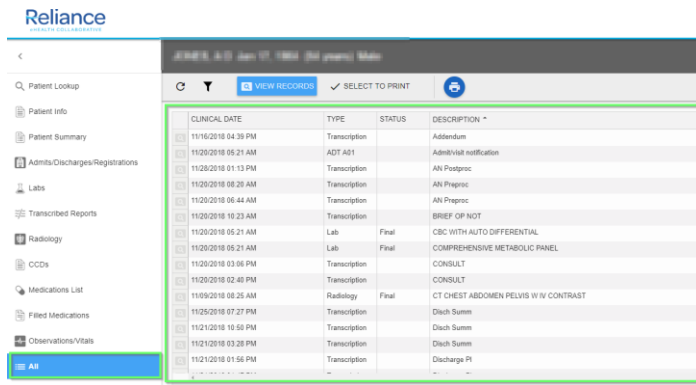 Reliance
eHEALTH COLLABORATIVE
Patient Lookup
Patient Info
Patient Summary
Admits/Discharges/Registrations
Labs
Transcribed Reports
Radiology
CCDs
Medications List
Filled Medications
Observations/Vitals
All
VIEW RECORDS SELECT TO PRINT
CLINICAL DATE TYPE STATUS DESCRIPTION
11/16/2018 04:39 PM Transcription Addendum
11/20/2018 05:21 AM ADT A01 Admit/visit notification
11/28/2018 01:13 PM Transcription AN Postproc
11/20/2018 08:20 AM Transcription AN Preproc
11/20/2018 06:44 AM Transcription AN Preproc
11/20/2018 10:23 AM Transcription BRIEF OP NOT
11/20/2018 05:21 AM Lab Final CBC WITH AUTO DIFFERENTIAL
11/20/2018 05:21 AM Lab Final COMPREHENSIVE METABOLIC PANEL
11/20/2018 03:06 PM Transcription CONSULT
11/20/2018 02:40 PM Transcription CONSULT
11/09/2018 08:25 AM Radiology Final CT CHEST ABDOMEN PELVIS W IV CONTRAST
11/25/2018 07:27 PM Transcription Disch Summ
11/21/2018 10:50 PM Transcription Disch Summ
11/21/2018 03:28 PM Transcription Disch Summ
11/21/2018 01:56 PM Transcription Discharge PI